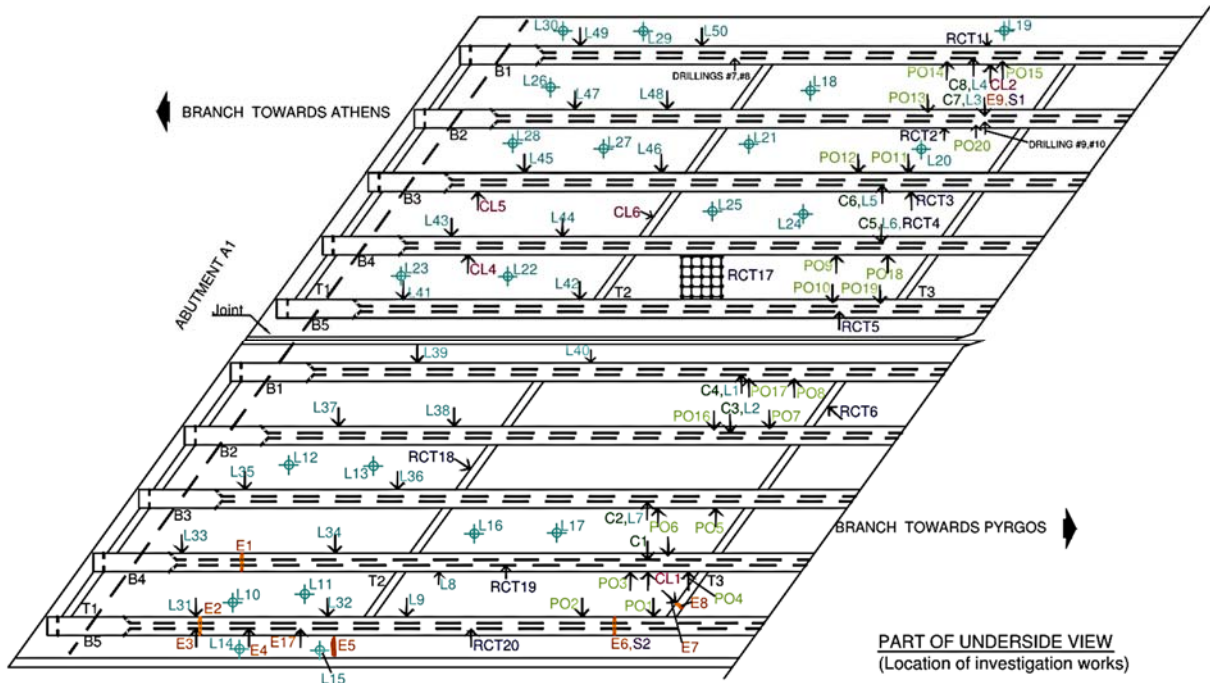 L30
L49
L29
L50
L19
RCT1
B1
DRILLINGS #7,#8
PO14
C8,L4
CL2
PO15
L26
L47
L48
L18
PO13
C7,L3
E9,S1
BRANCH TOWARDS ATHENS
B2
L28
L27
L21
RCT2
PO20
DRILLING #9,#10
L45
L46
PO12
PO11
L20
B3
CL5
CL6
L25
L24
C6,L5
RCT3
L43
L44
C5,L6,RCT4
B4
CL4
L23
L22
L42
RCT17
PO9
PO18
ABUTMENT A1
T1
L41
T2
PO10
PO19
T3
Joint
B5
RCT5
L39
L40
B1
C4,L1
PO17
PO8
L37
L38
PO16
C3,L2
PO7
RCT6
B2
L12
L13
RCT18
L35
L36
B3
C2,L7
PO6
PO5
BRANCH TOWARDS PYRGOS
L33
E1
L34
L16
L17
C1
B4
T2
L8
RCT19
PO3
CL1
T3
PO4
L10
L11
T1
L31
E2
L32
L9
PO2
E8
B5
E3
L14
E4
E17
E5
RCT20
E6,S2
E7
L15
PART OF UNDERSIDE VIEW
(Location of investigation works)